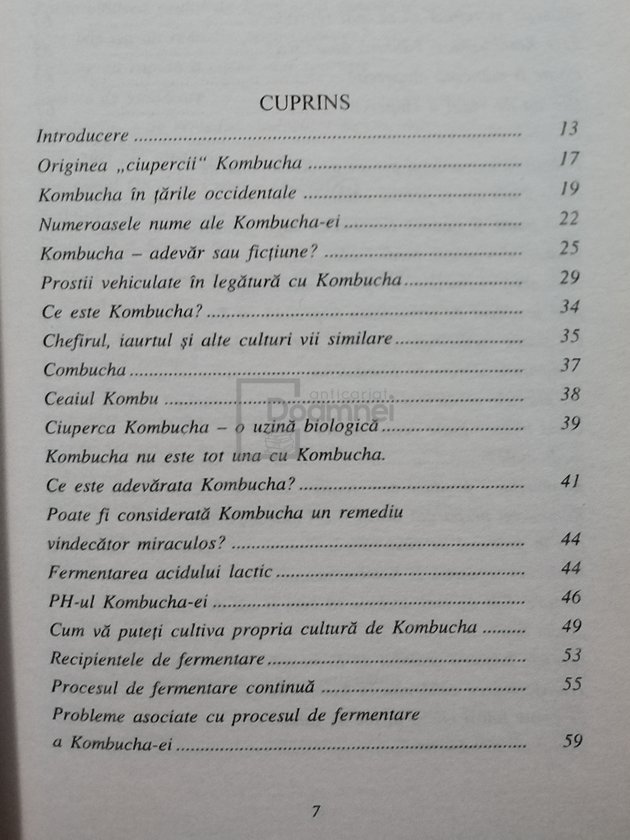 CUPRINS
Introducere ........ 13
Originea „ciupercii“ Kombucha ........ 17
Kombucha în țările occidentale ........ 19
Numeroasele nume ale Kombucha-ei ........ 22
Kombucha – adevăr sau ficțiune? ........ 25
Prostii vehiculate în legătură cu Kombucha ........ 29
Ce este Kombucha? ........ 34
Chefirul, iaurtul și alte culturi vii similare ........ 35
Combucha ........ 37
Ceaiul Kombu ........ 38
Ciuperca Kombucha – o uzină biologică ........ 39
Kombucha nu este tot una cu Kombucha.
Ce este adevărata Kombucha? ........ 41
Poate fi considerată Kombucha un remediu
vindecător miraculos? ........ 44
Fermentarea acidului lactic ........ 44
PH-ul Kombucha-ei ........ 46
Cum vă puteți cultiva propria cultură de Kombucha ........ 49
Recipientele de fermentare ........ 53
Procesul de fermentare continuă ........ 55
Probleme asociate cu procesul de fermentare
a Kombucha-ei ........ 59
7
anticariat
Doamnei